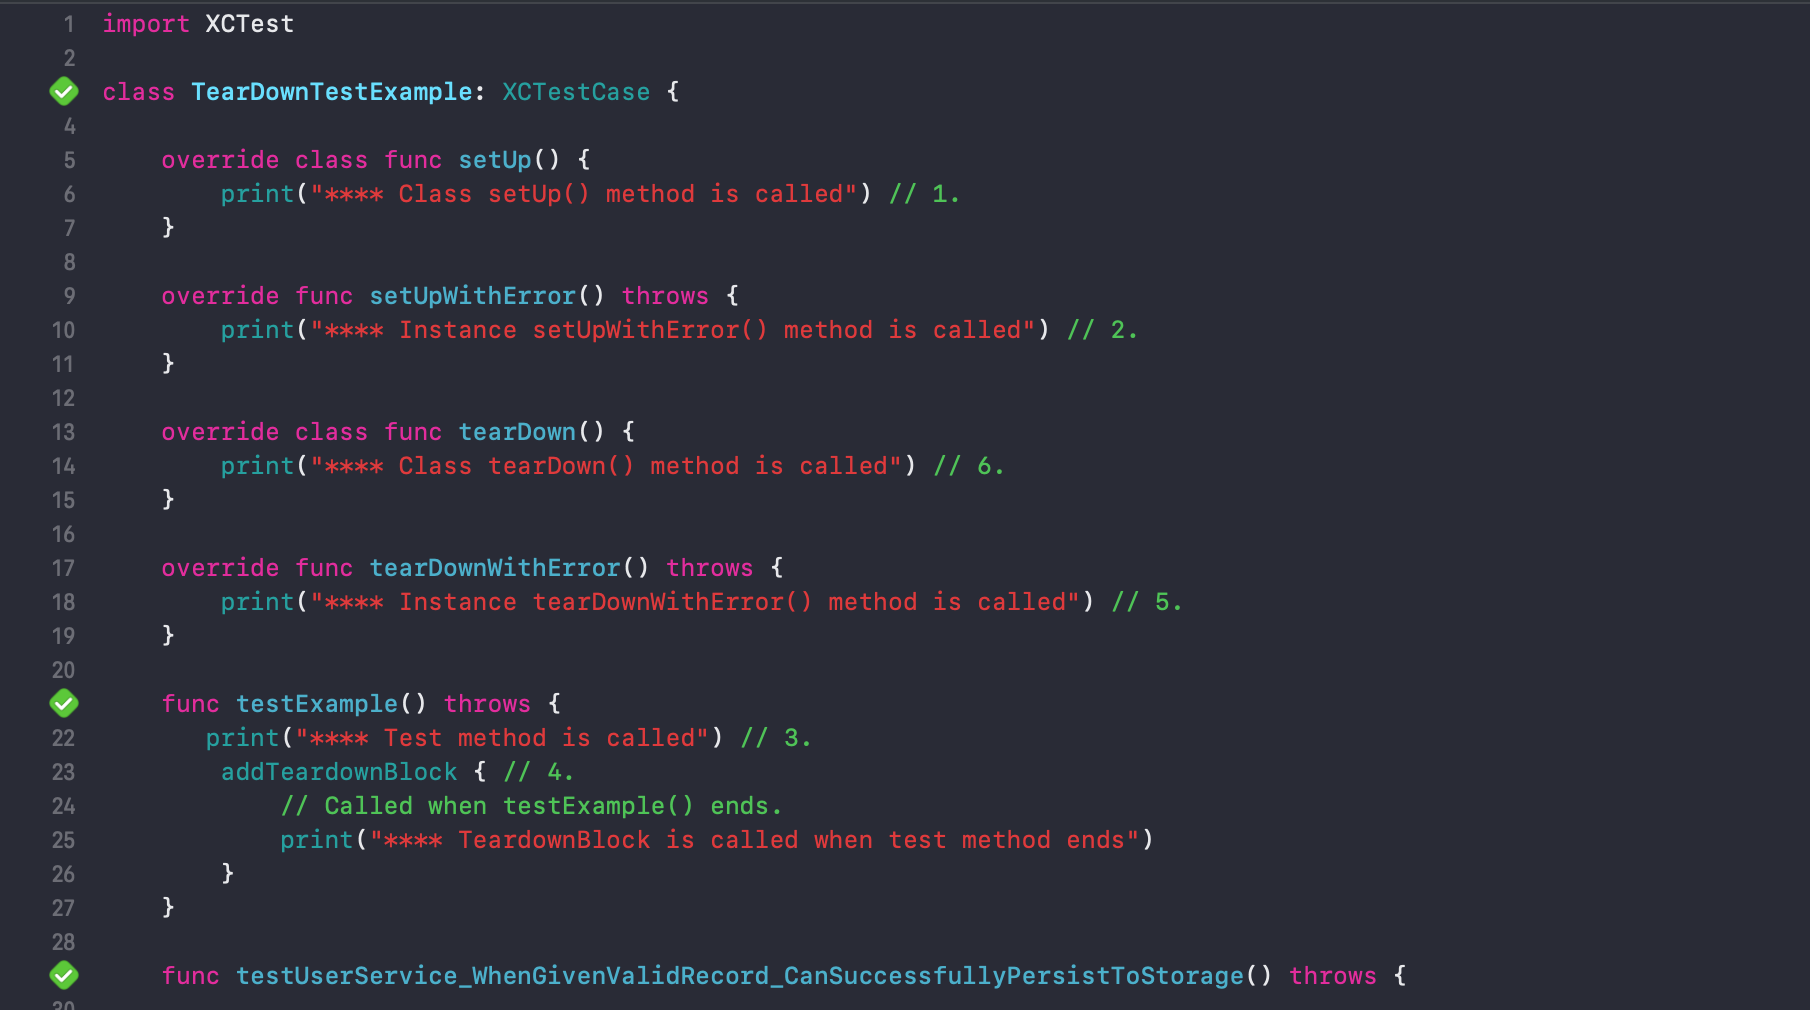 1 import XCTest
2
class TearDownTestExample: XCTestCase {
4
5 override class func setUp() {
6 print("**** Class setUp() method is called") // 1.
7 }
8
9 override func setUpWithError() throws {
10 print("**** Instance setUpWithError() method is called") // 2.
11 }
12
13 override class func tearDown() {
14 print("**** Class tearDown() method is called") // 6.
15 }
16
17 override func tearDownWithError() throws {
18 print("**** Instance tearDownWithError() method is called") // 5.
19 }
20
func testExample() throws {
22 print("**** Test method is called") // 3.
23 addTeardownBlock { // 4.
24 // Called when testExample() ends.
25 print("**** TeardownBlock is called when test method ends")
26 }
27 }
28
func testUserService_WhenGivenValidRecord_CanSuccessfullyPersistToStorage() throws {
30